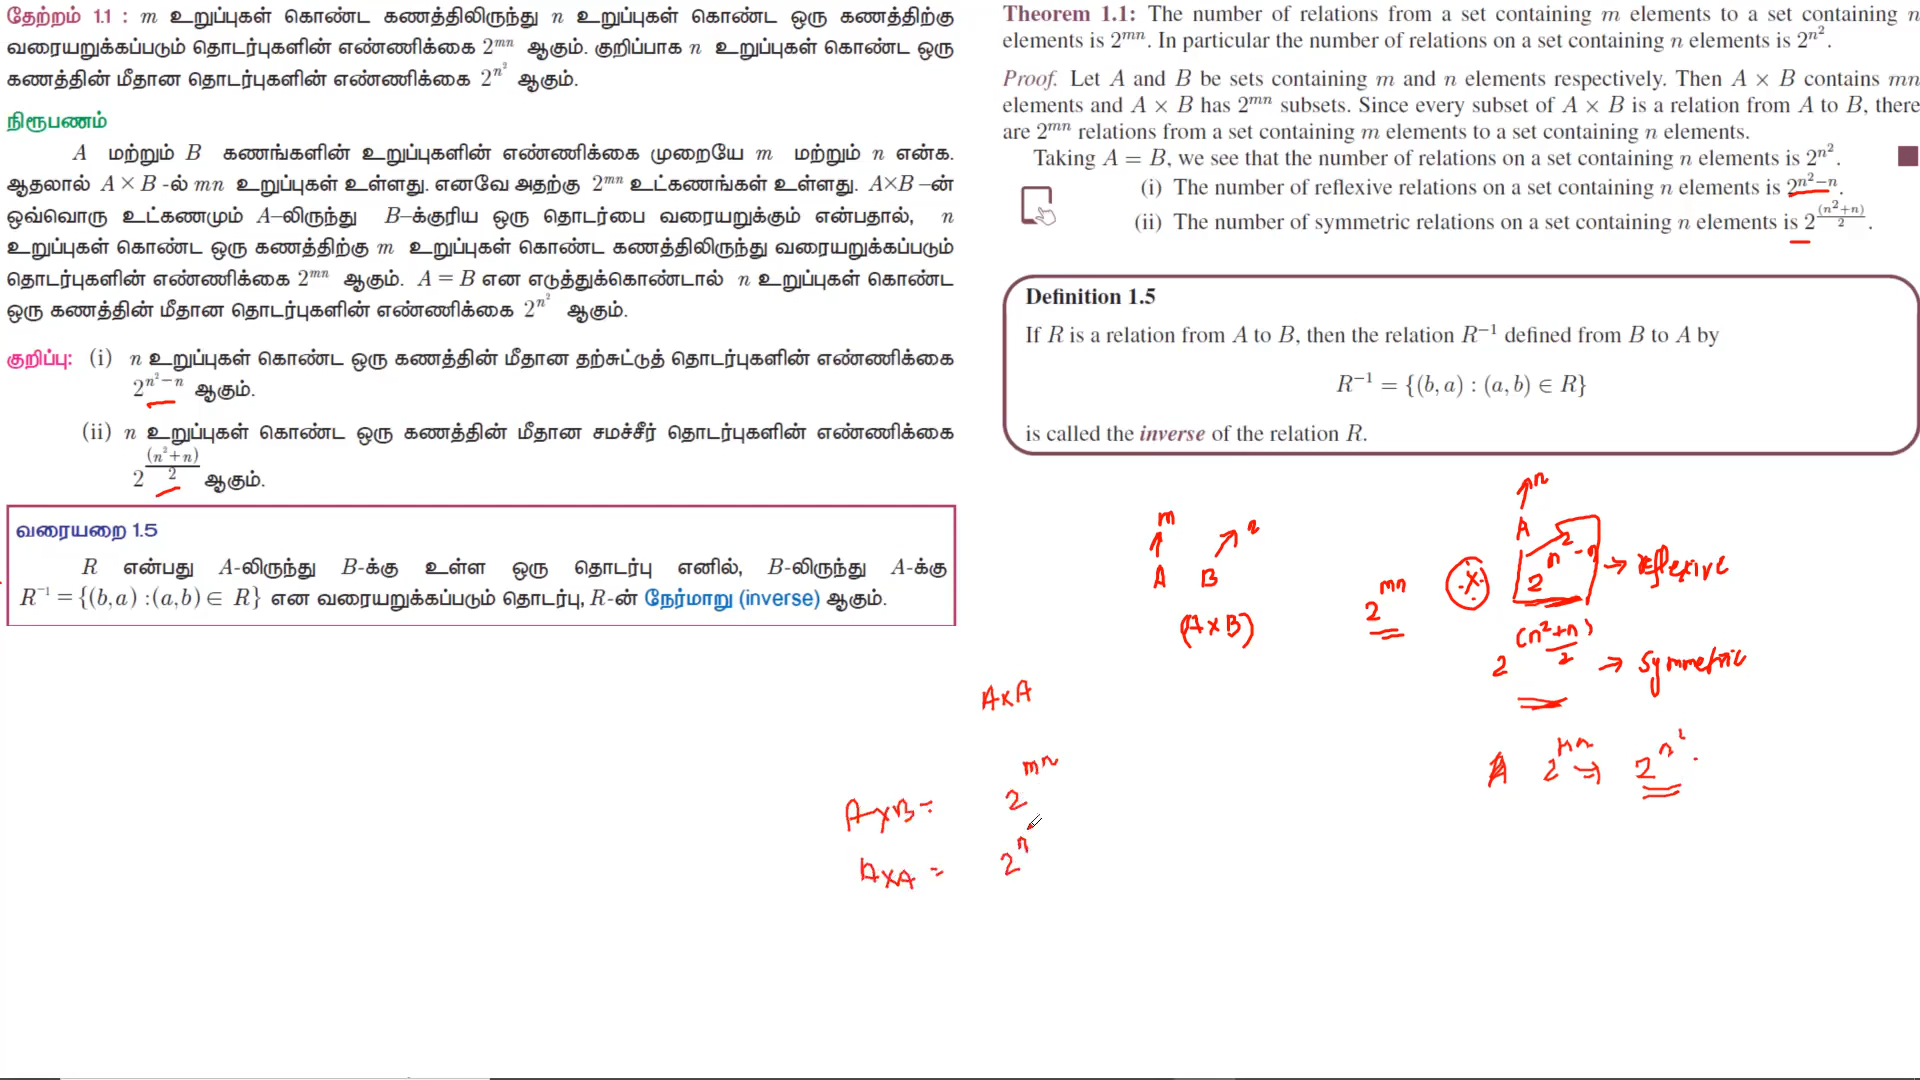 தேற்றம் 1.1 : m உறுப்புகள் கொண்ட கணத்திலிருந்து n உறுப்புகள் கொண்ட ஒரு கணத்திற்கு
வரையறுக்கப்படும் தொடர்புகளின் எண்ணிக்கை 2^{mn} ஆகும். குறிப்பாக n உறுப்புகள் கொண்ட ஒரு
கணத்தின் மீதான தொடர்புகளின் எண்ணிக்கை 2^{n^2} ஆகும்.
நிரூபணம்
A மற்றும் B கணங்களின் உறுப்புகளின் எண்ணிக்கை முறையே m மற்றும் n என்க.
ஆதலால் A × B -ல் mn உறுப்புகள் உள்ளது. எனவே அதற்கு 2^{mn} உட்கணங்கள் உள்ளது. A×B –ன்
ஒவ்வொரு உட்கணமும் A–லிருந்து B–க்குரிய ஒரு தொடர்பை வரையறுக்கும் என்பதால், n
உறுப்புகள் கொண்ட ஒரு கணத்திற்கு m உறுப்புகள் கொண்ட கணத்திலிருந்து வரையறுக்கப்படும்
தொடர்புகளின் எண்ணிக்கை 2^{mn} ஆகும். A = B என எடுத்துக்கொண்டால் n உறுப்புகள் கொண்ட
ஒரு கணத்தின் மீதான தொடர்புகளின் எண்ணிக்கை 2^{n^2} ஆகும்.
குறிப்பு: (i) n உறுப்புகள் கொண்ட ஒரு கணத்தின் மீதான தற்சுட்டுத் தொடர்புகளின் எண்ணிக்கை
2^{n^2−n} ஆகும்.
(ii) n உறுப்புகள் கொண்ட ஒரு கணத்தின் மீதான சமச்சீர் தொடர்புகளின் எண்ணிக்கை
2^{(n^2+n)/2} ஆகும்.
வரையறை 1.5
R என்பது A-லிருந்து B-க்கு உள்ள ஒரு தொடர்பு எனில், B-லிருந்து A-க்கு
R^{−1} = {(b, a) : (a, b) ∈ R} என வரையறுக்கப்படும் தொடர்பு, R-ன் நேர்மாறு (inverse) ஆகும்.
Theorem 1.1: The number of relations from a set containing m elements to a set containing n
elements is 2^{mn}. In particular the number of relations on a set containing n elements is 2^{n^2}.
Proof. Let A and B be sets containing m and n elements respectively. Then A × B contains mn
elements and A × B has 2^{mn} subsets. Since every subset of A × B is a relation from A to B, there
are 2^{mn} relations from a set containing m elements to a set containing n elements.
Taking A = B, we see that the number of relations on a set containing n elements is 2^{n^2}. ■
(i) The number of reflexive relations on a set containing n elements is 2^{n^2−n}.
(ii) The number of symmetric relations on a set containing n elements is 2^{(n^2+n)/2}.
Definition 1.5
If R is a relation from A to B, then the relation R^{−1} defined from B to A by
R^{−1} = {(b, a) : (a, b) ∈ R}
is called the inverse of the relation R.
m
A B
(A × B)
2^{mn}
n
A
2^{n^2−n} → reflexive
2^{(n^2+n)/2} → symmetric
A 2^{mn} → 2^{n^2}.
A×A
A×B = 2^{mn}
A×A = 2^{n}